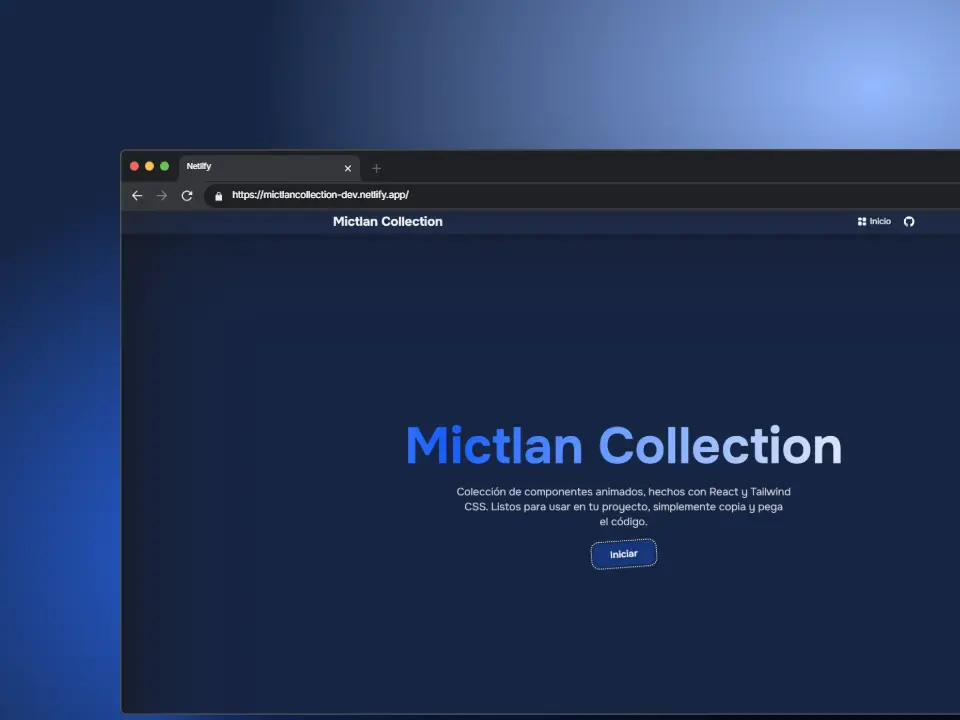 Netlify
https://mictlancollection-dev.netlify.app/
Mictlan Collection
Inicio
Mictlan Collection
Colección de componentes animados, hechos con React y Tailwind
CSS. Listos para usar en tu proyecto, simplemente copia y pega
el código.
Iniciar